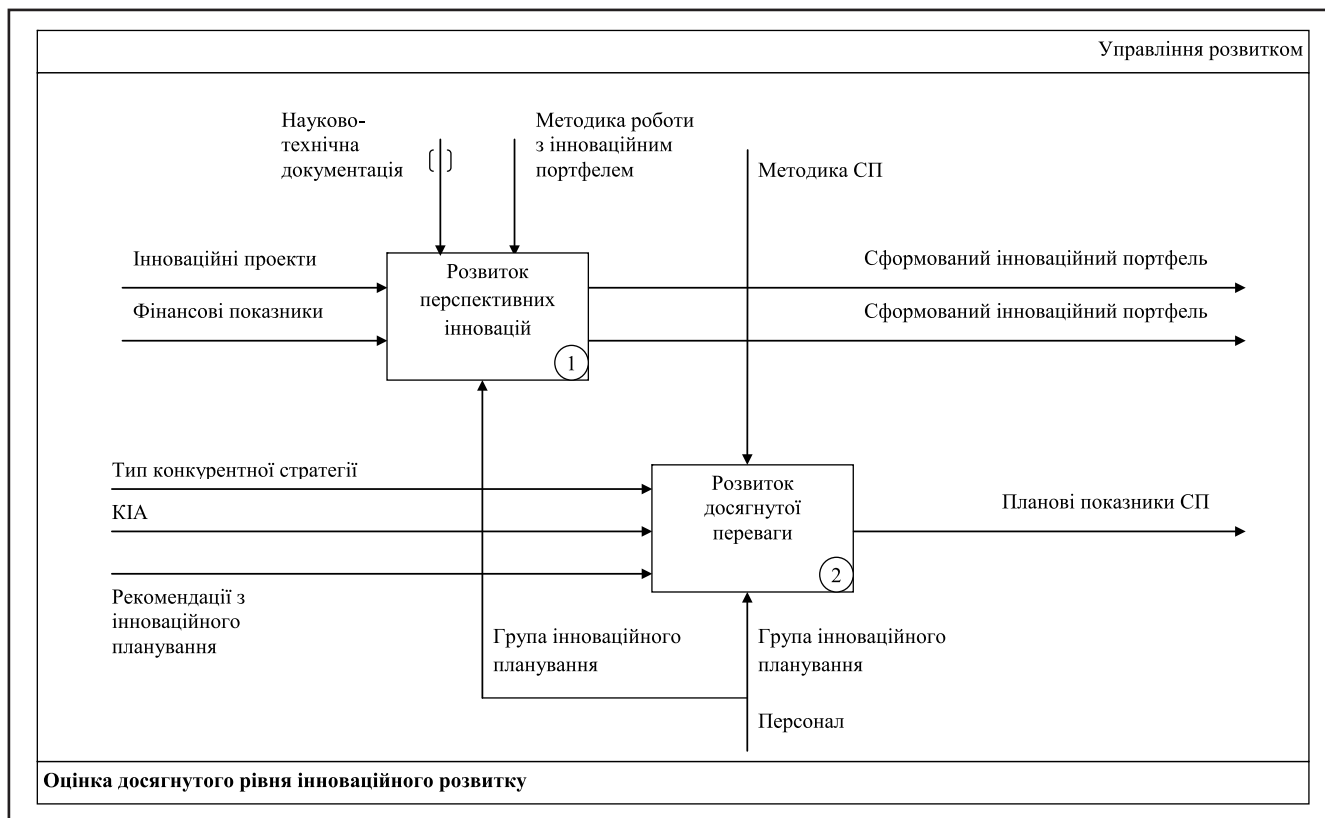 Управління розвитком
Науково-
технічна
документація
Методика роботи
з інноваційним
портфелем
Методика СП
Інноваційні проекти
Фінансові показники
Розвиток
перспективних
інновацій
1
Сформований інноваційний портфель
Сформований інноваційний портфель
Тип конкурентної стратегії
КІА
Рекомендації з
інноваційного
планування
Розвиток
досягнутої
переваги
2
Планові показники СП
Група інноваційного
планування
Група інноваційного
планування
Персонал
Оцінка досягнутого рівня інноваційного розвитку